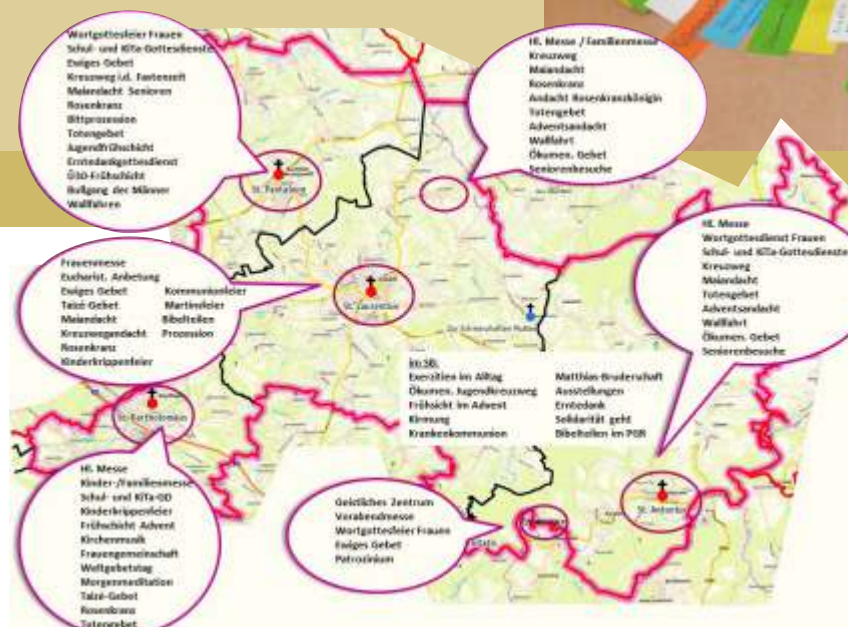 Wortgottesfeier Frauen
Schul- und KiTa-Gottesdienste
Ewiges Gebet
Kreuzweg i.d. Fastenzeit
Maiandacht Senioren
Rosenkranz
Bittprozession
Totengebet
Jugendfrühschicht
Erntedankgottesdienst
Ü30-Frühschicht
Bußgang der Männer
Wallfahren
Hl. Messe / Familienmesse
Kreuzweg
Maiandacht
Rosenkranz
Andacht Rosenkranzkönigin
Totengebet
Adventsandacht
Wallfahrt
Ökumen. Gebet
Seniorenbesuche
St. Pantaleon
Hl. Messe
Wortgottesdienst Frauen
Schul- und KiTa-Gottesdienste
Kreuzweg
Maiandacht
Totengebet
Adventsandacht
Wallfahrt
Ökumen. Gebet
Seniorenbesuche
Frauenmesse
Eucharist. Anbetung
Ewiges Gebet Kommunionfeier
Taizé-Gebet Martinsfeier
Maiandacht Bibelteilen
Kreuzwegandacht Prozession
Rosenkranz
Kinderkrippenfeier
St. Laurentius
Zur Schmerzhaften Mutter
im SB:
Exerzitien im Alltag Matthias-Bruderschaft
Ökumen. Jugendkreuzweg Ausstellungen
Frühsicht im Advent Erntedank
Firmung Solidarität geht
Krankenkommunion Bibelteilen im PGR
St. Bartholomäus
Hl. Messe
Kinder-/Familienmesse
Schul- und KiTa-GD
Kinderkrippenfeier
Frühschicht Advent
Kirchenmusik
Frauengemeinschaft
Weltgebetstag
Morgenmeditation
Taizé-Gebet
Rosenkranz
Totengebet
Geistliches Zentrum
Vorabendmesse
Wortgottesfeier Frauen
Ewiges Gebet
Patrozinium
St. Antonius